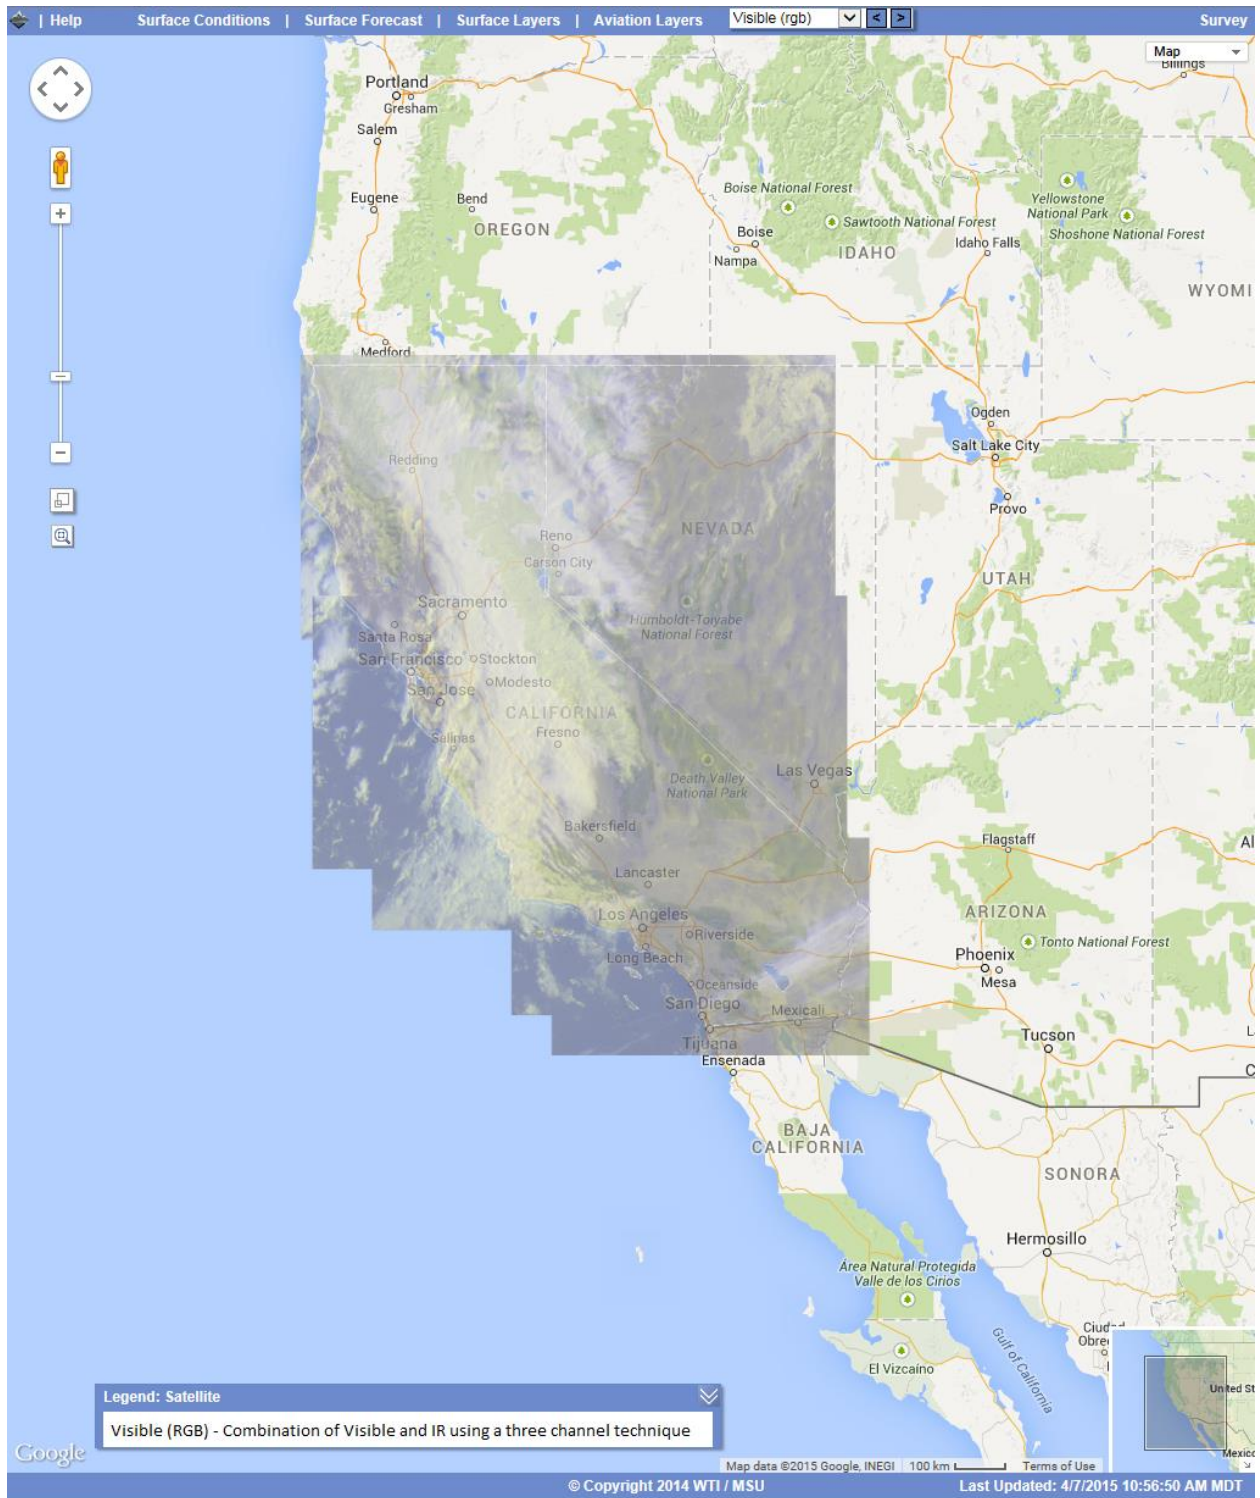 | Help Surface Conditions | Surface Forecast | Surface Layers | Aviation Layers Visible (rgb) < > Survey
Map
Billings
Portland
Gresham
Salem
Eugene
Bend
OREGON
Boise National Forest
Sawtooth National Forest
Boise
Nampa
IDAHO
Idaho Falls
Yellowstone
National Park
Shoshone National Forest
WYOMI
Medford
Ogden
Salt Lake City
Provo
Redding
Reno
Carson City
NEVADA
UTAH
Sacramento
Humboldt-Toiyabe
National Forest
Santa Rosa
San Francisco
Stockton
Modesto
San Jose
CALIFORNIA
Salinas
Fresno
Death Valley
National Park
Las Vegas
Bakersfield
Flagstaff
Al
Lancaster
Los Angeles
Riverside
Long Beach
ARIZONA
Tonto National Forest
Phoenix
Mesa
Oceanside
San Diego
Mexicali
Tijuana
Ensenada
Tucson
L
C
BAJA
CALIFORNIA
SONORA
Hermosillo
Área Natural Protegida
Valle de los Cirios
El Vizcaíno
Gulf of California
Ciudad
Obre
United St
Mexico
Legend: Satellite
Visible (RGB) - Combination of Visible and IR using a three channel technique
Google
Map data ©2015 Google, INEGI 100 km Terms of Use
© Copyright 2014 WTI / MSU Last Updated: 4/7/2015 10:56:50 AM MDT